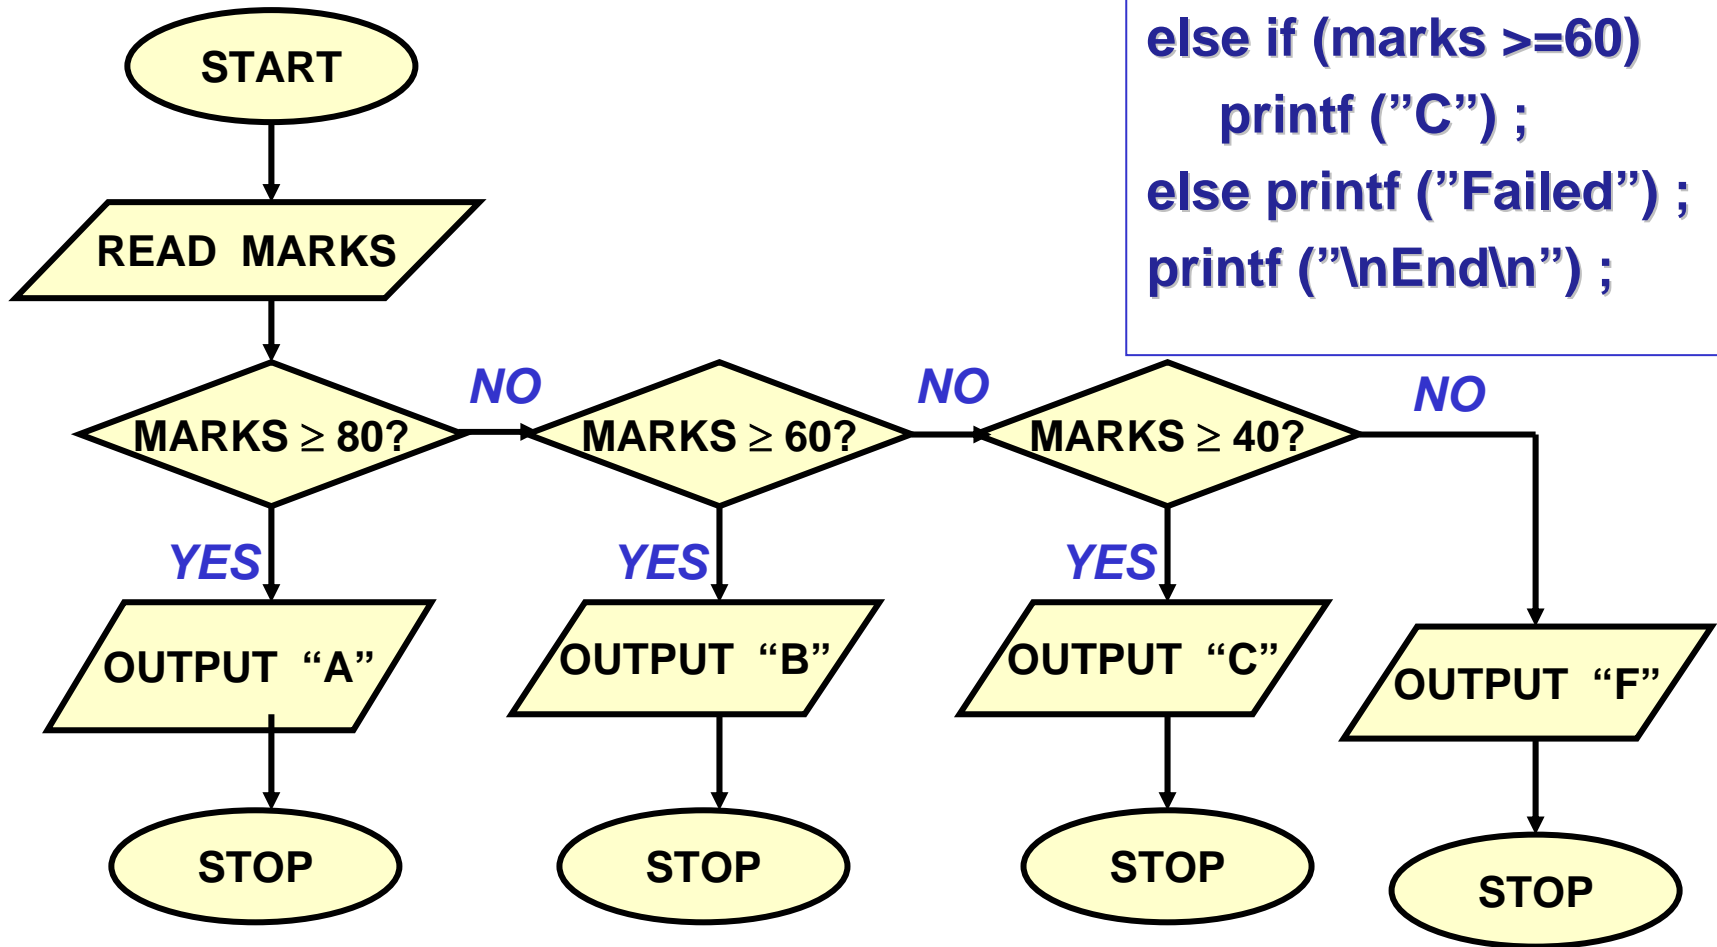 else if (marks >=60)
printf (”C”) ;
else printf (”Failed”) ;
printf (”\nEnd\n”) ;
START
READ MARKS
MARKS ≥ 80?
NO
MARKS ≥ 60?
NO
MARKS ≥ 40?
NO
YES
YES
YES
OUTPUT “A”
OUTPUT “B”
OUTPUT “C”
OUTPUT “F”
STOP
STOP
STOP
STOP